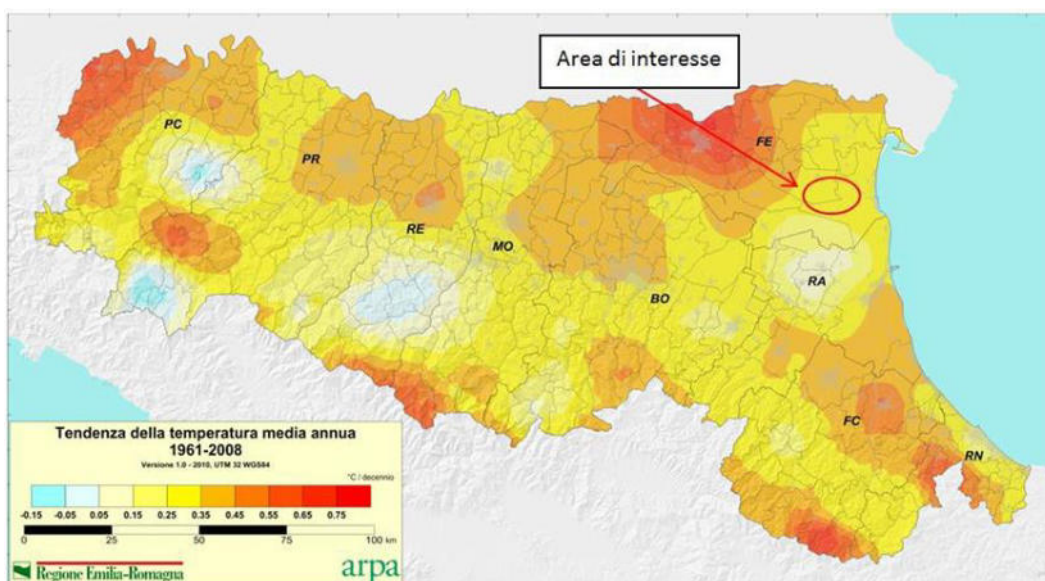 Area di interesse
PC
PR
RE
MO
BO
FE
RA
FC
RN
Tendenza della temperatura media annua
1961-2008
Versione 1.0 - 2010, UTM 32 WGS84
°C / decennio
-0.15 -0.05 0.05 0.15 0.25 0.35 0.45 0.55 0.65 0.75
0 25 50 75 100 km
Regione Emilia-Romagna
arpa